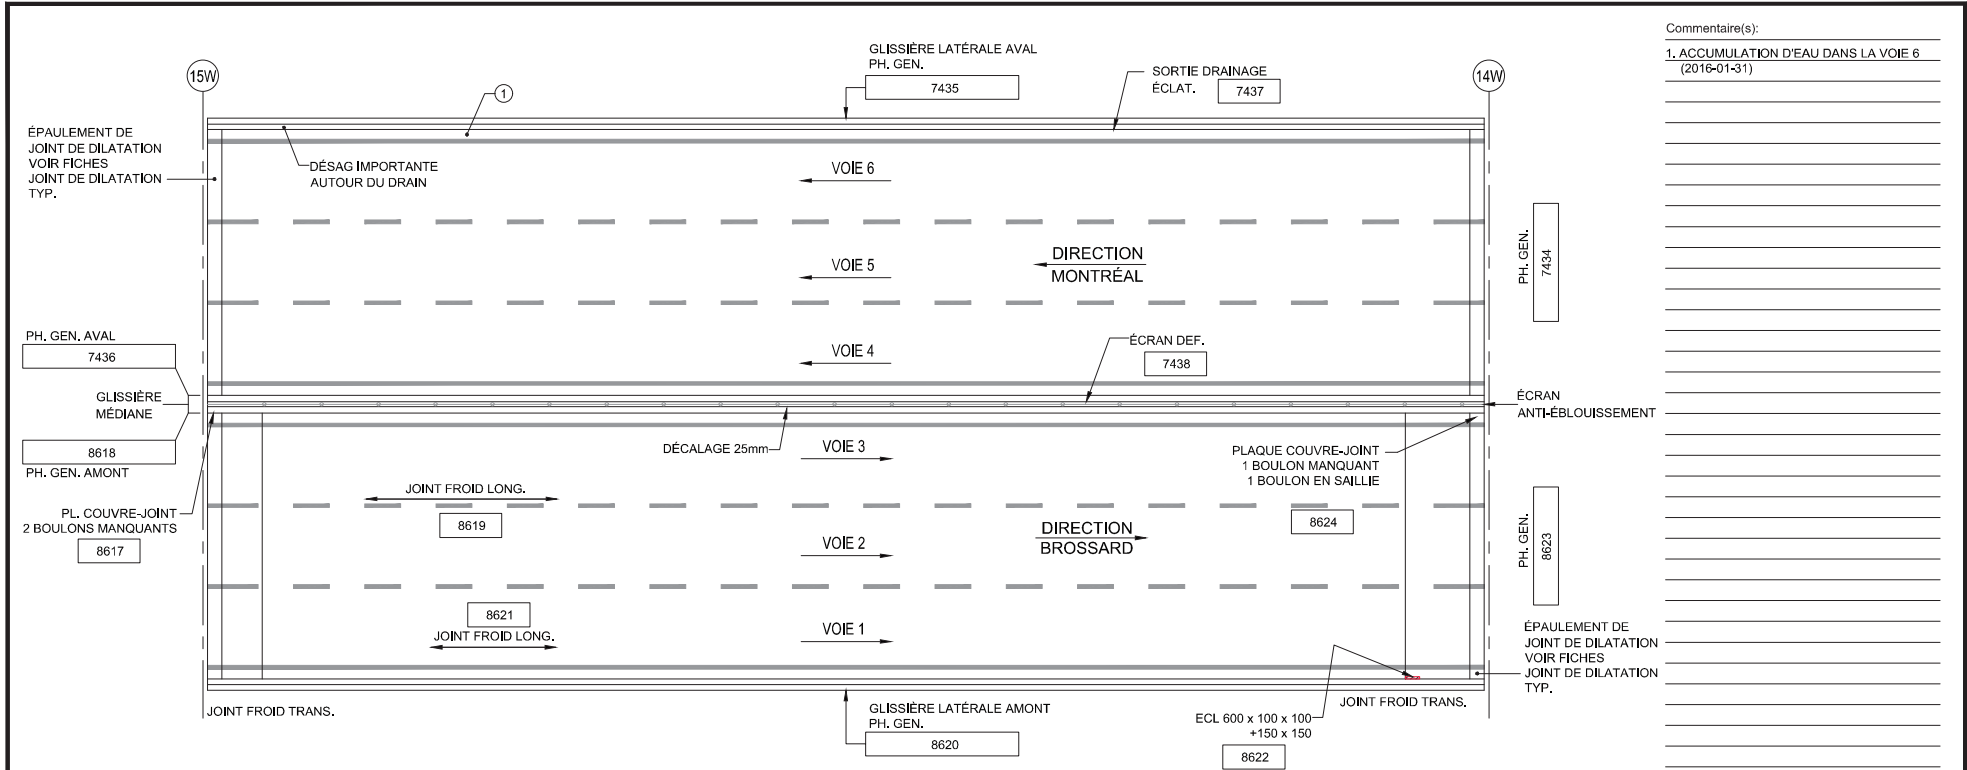 Commentaire(s):
1. ACCUMULATION D'EAU DANS LA VOIE 6
(2016-01-31)
15W
14W
GLISSIÈRE LATÉRALE AVAL
PH. GEN.
7435
SORTIE DRAINAGE
ÉCLAT.
7437
1
ÉPAULEMENT DE
JOINT DE DILATATION
VOIR FICHES
JOINT DE DILATATION
TYP.
DÉSAG IMPORTANTE
AUTOUR DU DRAIN
VOIE 6
VOIE 5
DIRECTION
MONTRÉAL
PH. GEN.
7434
VOIE 4
ÉCRAN DEF.
7438
PH. GEN. AVAL
7436
GLISSIÈRE
MÉDIANE
8618
PH. GEN. AMONT
ÉCRAN
ANTI-ÉBLOUISSEMENT
DÉCALAGE 25mm
VOIE 3
PLAQUE COUVRE-JOINT
1 BOULON MANQUANT
1 BOULON EN SAILLIE
8624
PL. COUVRE-JOINT
2 BOULONS MANQUANTS
8617
JOINT FROID LONG.
8619
DIRECTION
BROSSARD
VOIE 2
PH. GEN.
8623
8621
JOINT FROID LONG.
VOIE 1
ÉPAULEMENT DE
JOINT DE DILATATION
VOIR FICHES
JOINT DE DILATATION
TYP.
JOINT FROID TRANS.
JOINT FROID TRANS.
GLISSIÈRE LATÉRALE AMONT
PH. GEN.
8620
ECL 600 x 100 x 100
+150 x 150
8622